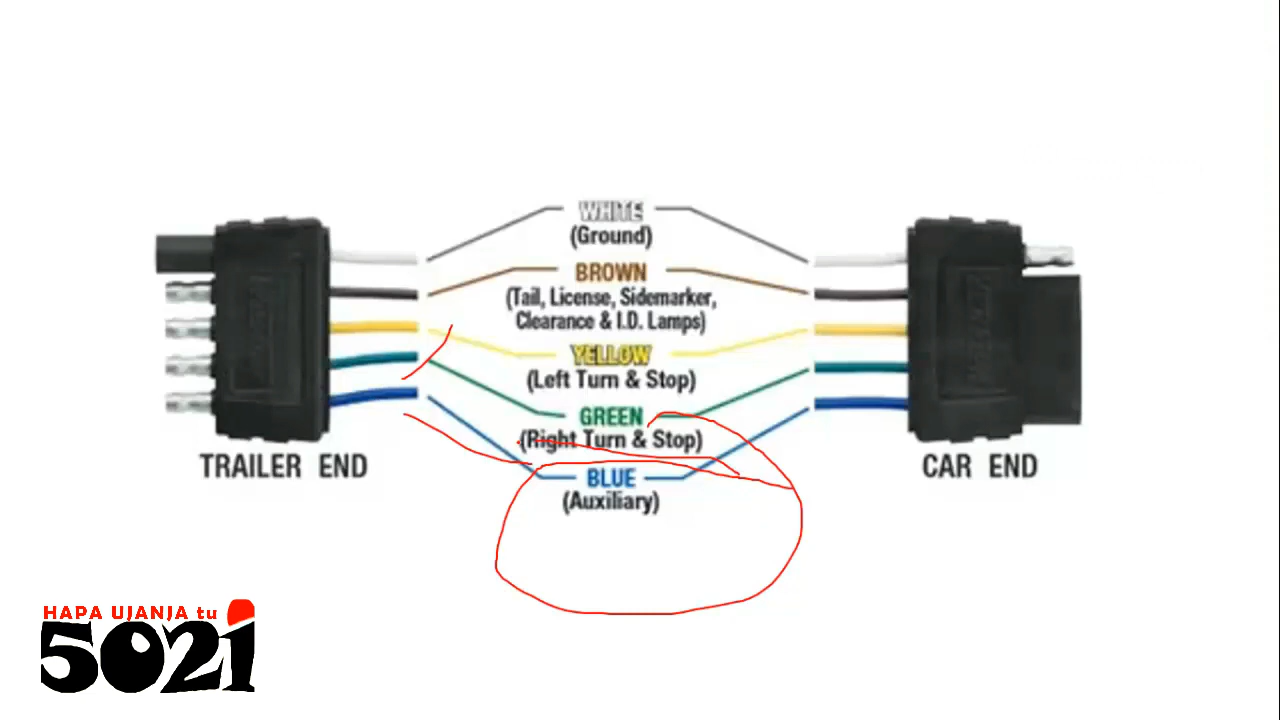 WHITE
(Ground)
BROWN
(Tail, License, Sidemarker,
Clearance & I.D. Lamps)
YELLOW
(Left Turn & Stop)
GREEN
(Right Turn & Stop)
BLUE
(Auxiliary)
TRAILER END
CAR END
HAPA UJANJA tu
5021